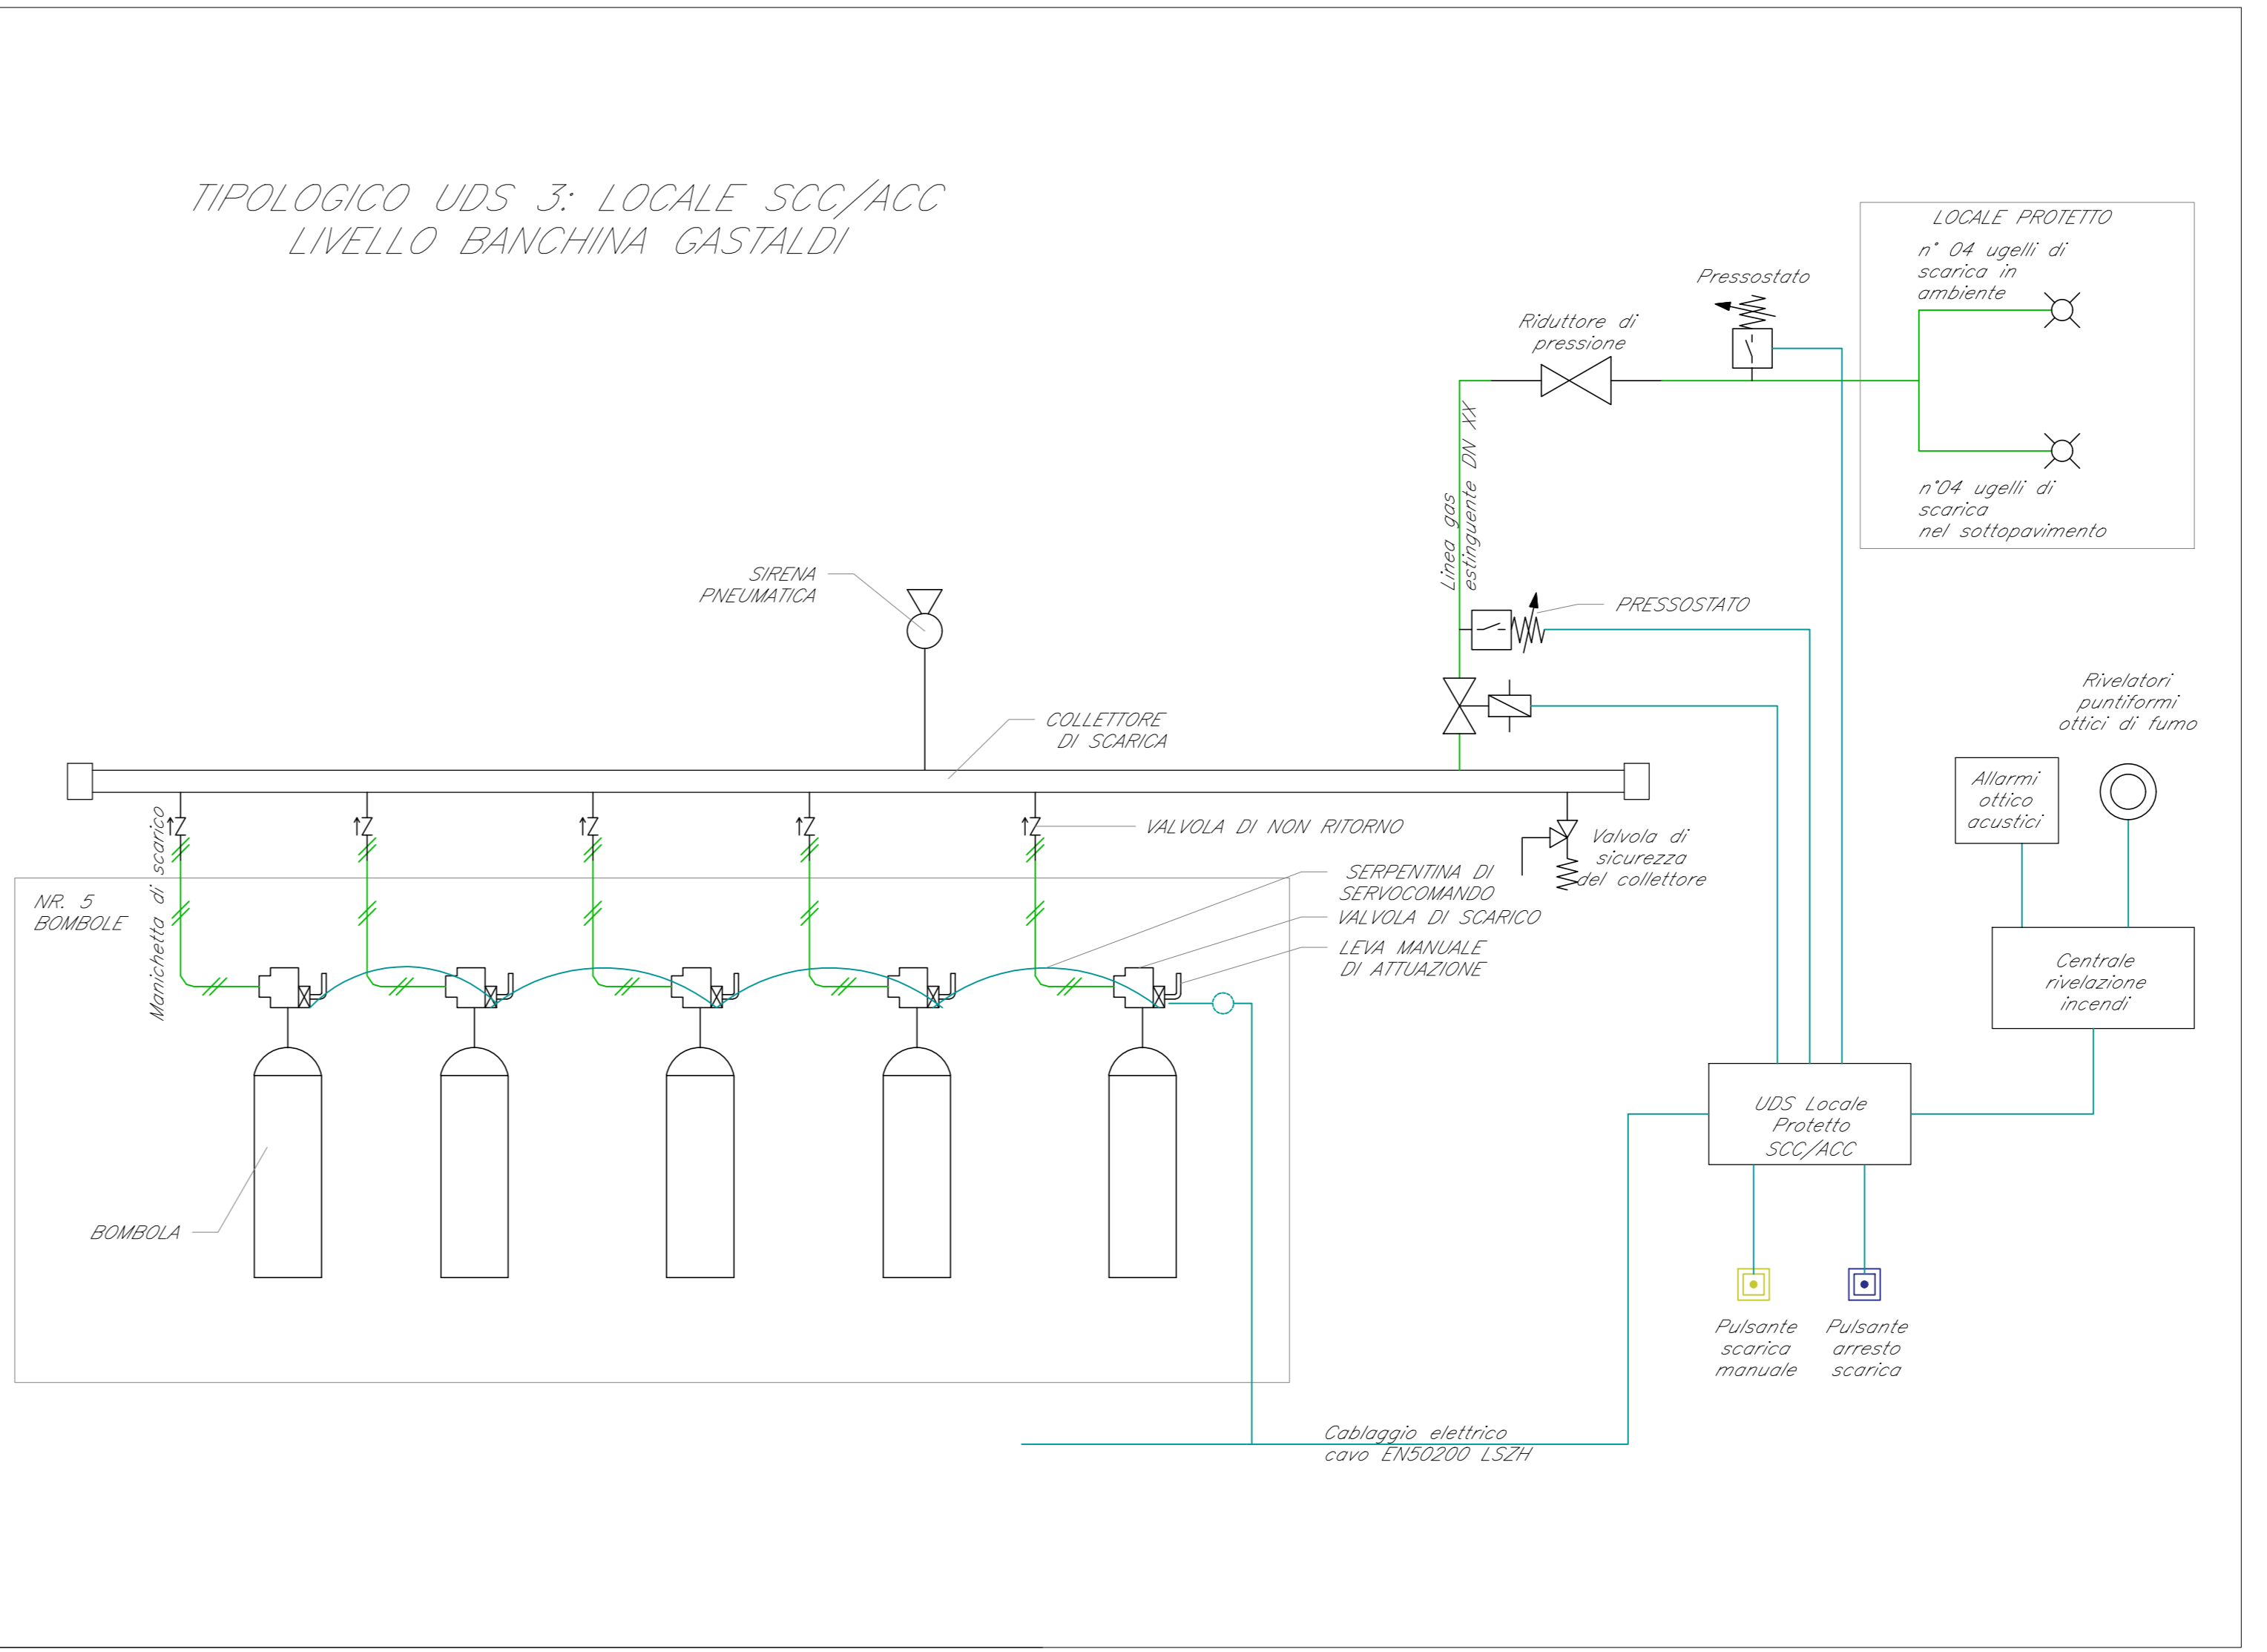 TIPOLOGICO UDS 3: LOCALE SCC/ACC
LIVELLO BANCHINA GASTALDI
LOCALE PROTETTO
n° 04 ugelli di
scarica in
ambiente
n°04 ugelli di
scarica
nel sottopavimento
Pressostato
Riduttore di
pressione
Linea gas
estinguente DN XX
SIRENA
PNEUMATICA
PRESSOSTATO
COLLETTORE
DI SCARICA
Rivelatori
puntiformi
ottici di fumo
Allarmi
ottico
acustici
Manichetta di scarico
VALVOLA DI NON RITORNO
Valvola di
sicurezza
del collettore
NR. 5
BOMBOLE
SERPENTINA DI
SERVOCOMANDO
VALVOLA DI SCARICO
LEVA MANUALE
DI ATTUAZIONE
Centrale
rivelazione
incendi
UDS Locale
Protetto
SCC/ACC
BOMBOLA
Pulsante
scarica
manuale
Pulsante
arresto
scarica
Cablaggio elettrico
cavo EN50200 LSZH